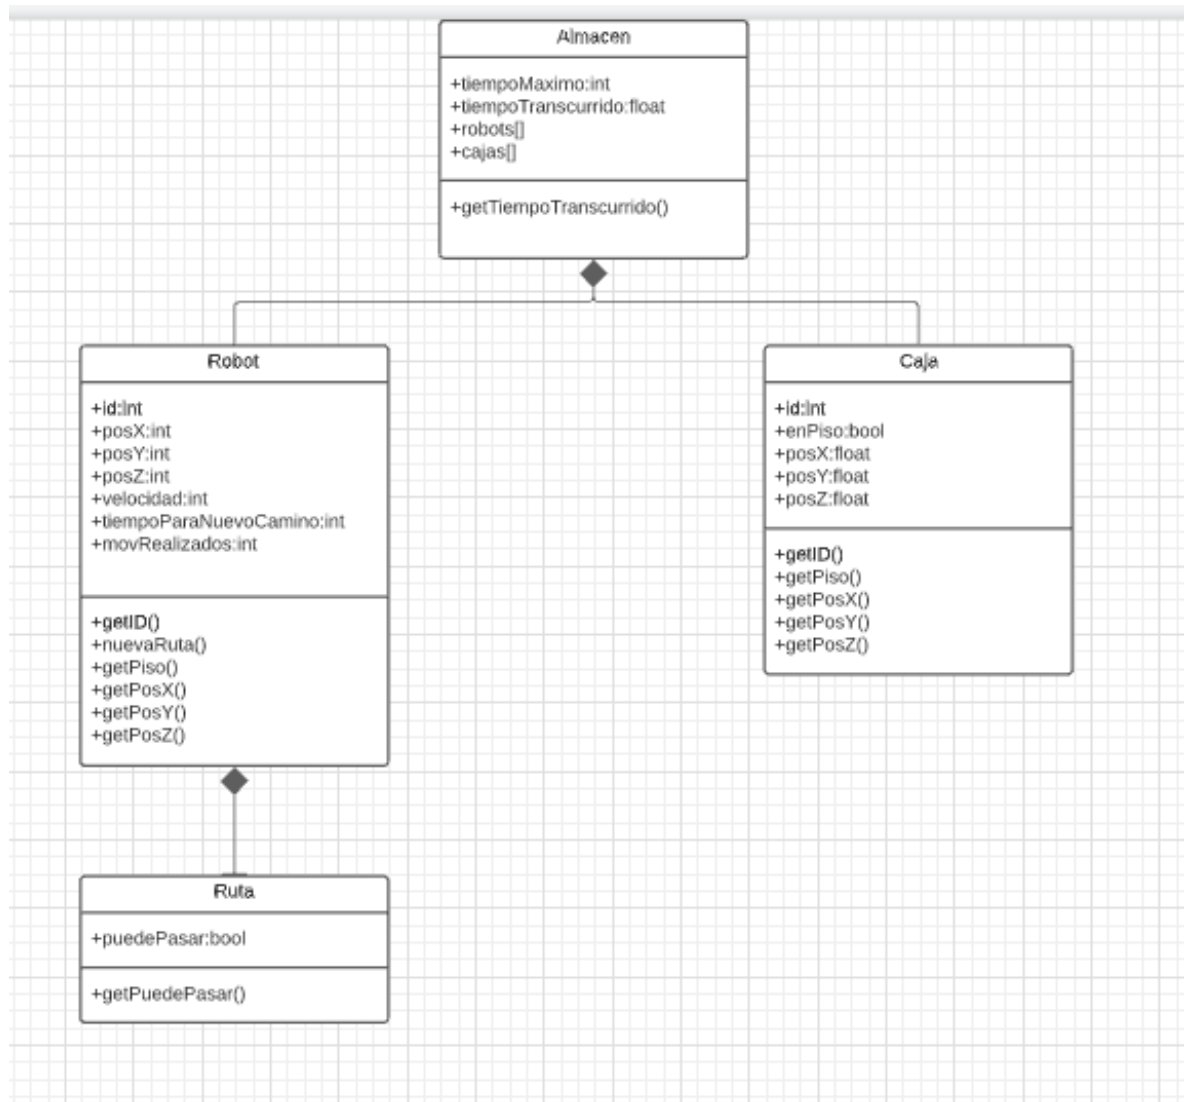 Almacen
+tiempoMaximo:int
+tiempoTranscurrido:float
+robots[]
+cajas[]
+getTiempoTranscurrido()
Robot
+id:int
+posX:int
+posY:int
+posZ:int
+velocidad:int
+tiempoParaNuevoCamino:int
+movRealizados:int
+getID()
+nuevaRuta()
+getPiso()
+getPosX()
+getPosY()
+getPosZ()
Caja
+id:int
+enPiso:bool
+posX:float
+posY:float
+posZ:float
+getID()
+getPiso()
+getPosX()
+getPosY()
+getPosZ()
Ruta
+puedePasar:bool
+getPuedePasar()